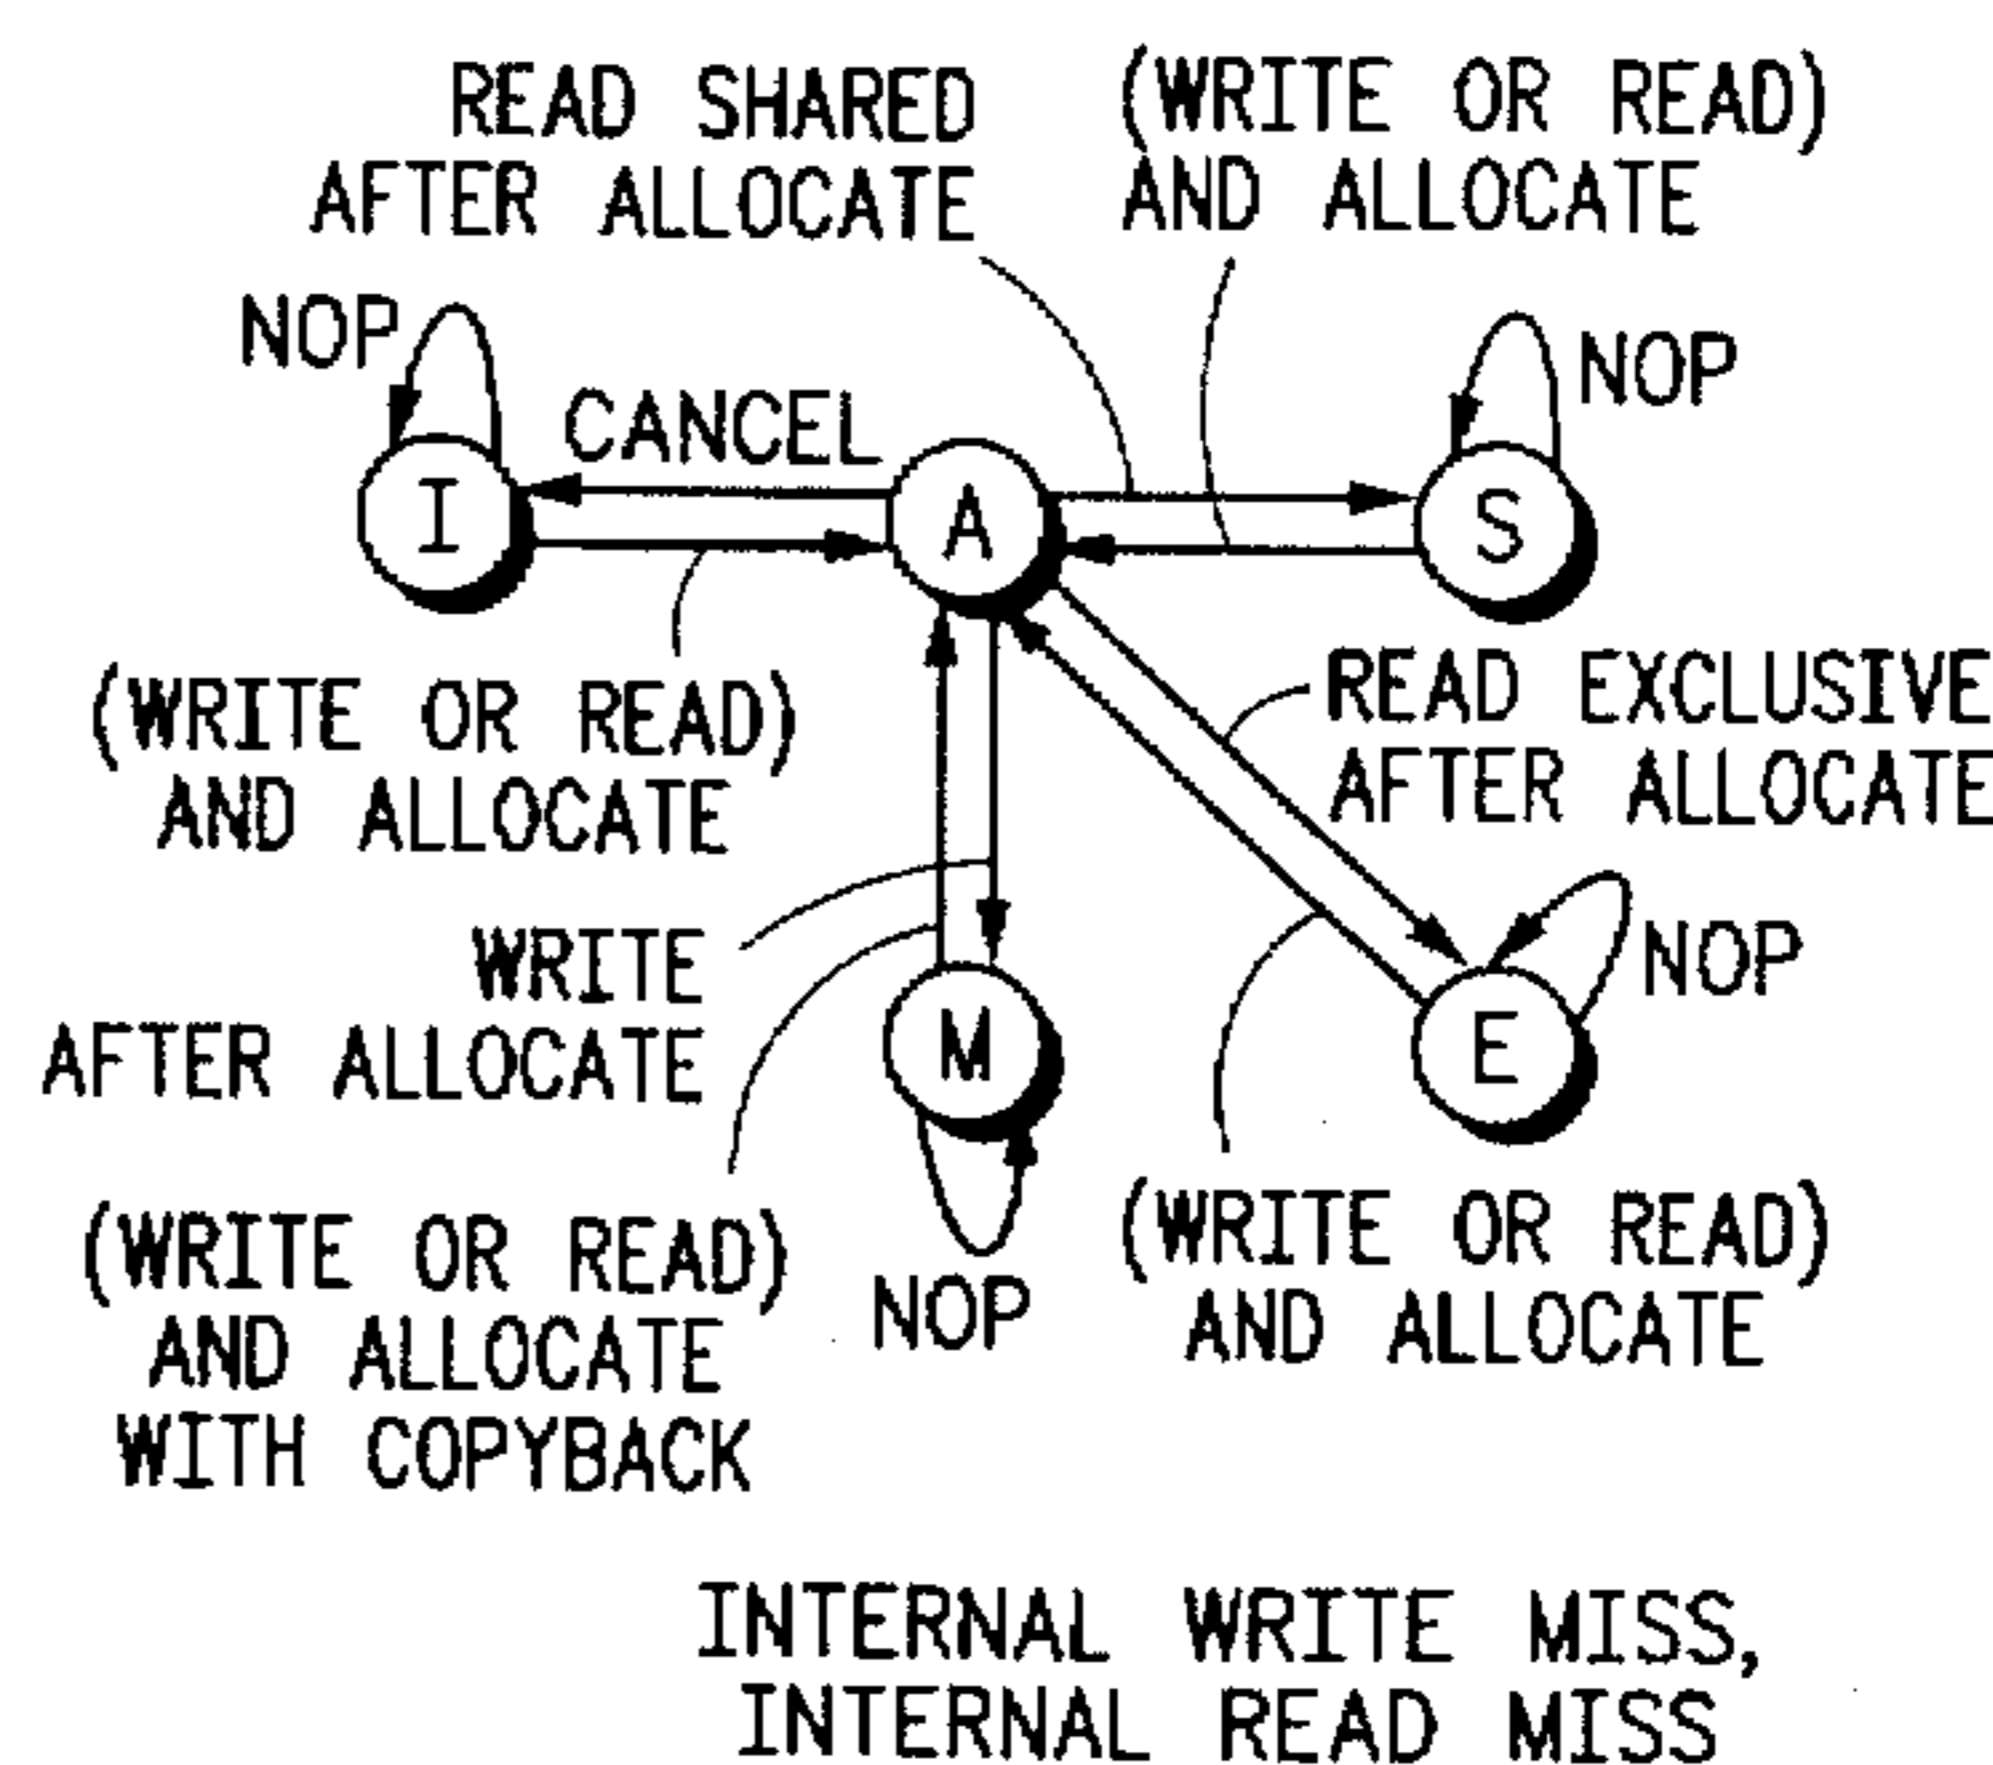 READ SHARED
AFTER ALLOCATE
(WRITE OR READ)
AND ALLOCATE
NOP
CANCEL
NOP
I
A
S
(WRITE OR READ)
AND ALLOCATE
READ EXCLUSIVE
AFTER ALLOCATE
WRITE
AFTER ALLOCATE
NOP
M
E
(WRITE OR READ)
AND ALLOCATE
WITH COPYBACK
NOP
(WRITE OR READ)
AND ALLOCATE
INTERNAL WRITE MISS,
INTERNAL READ MISS